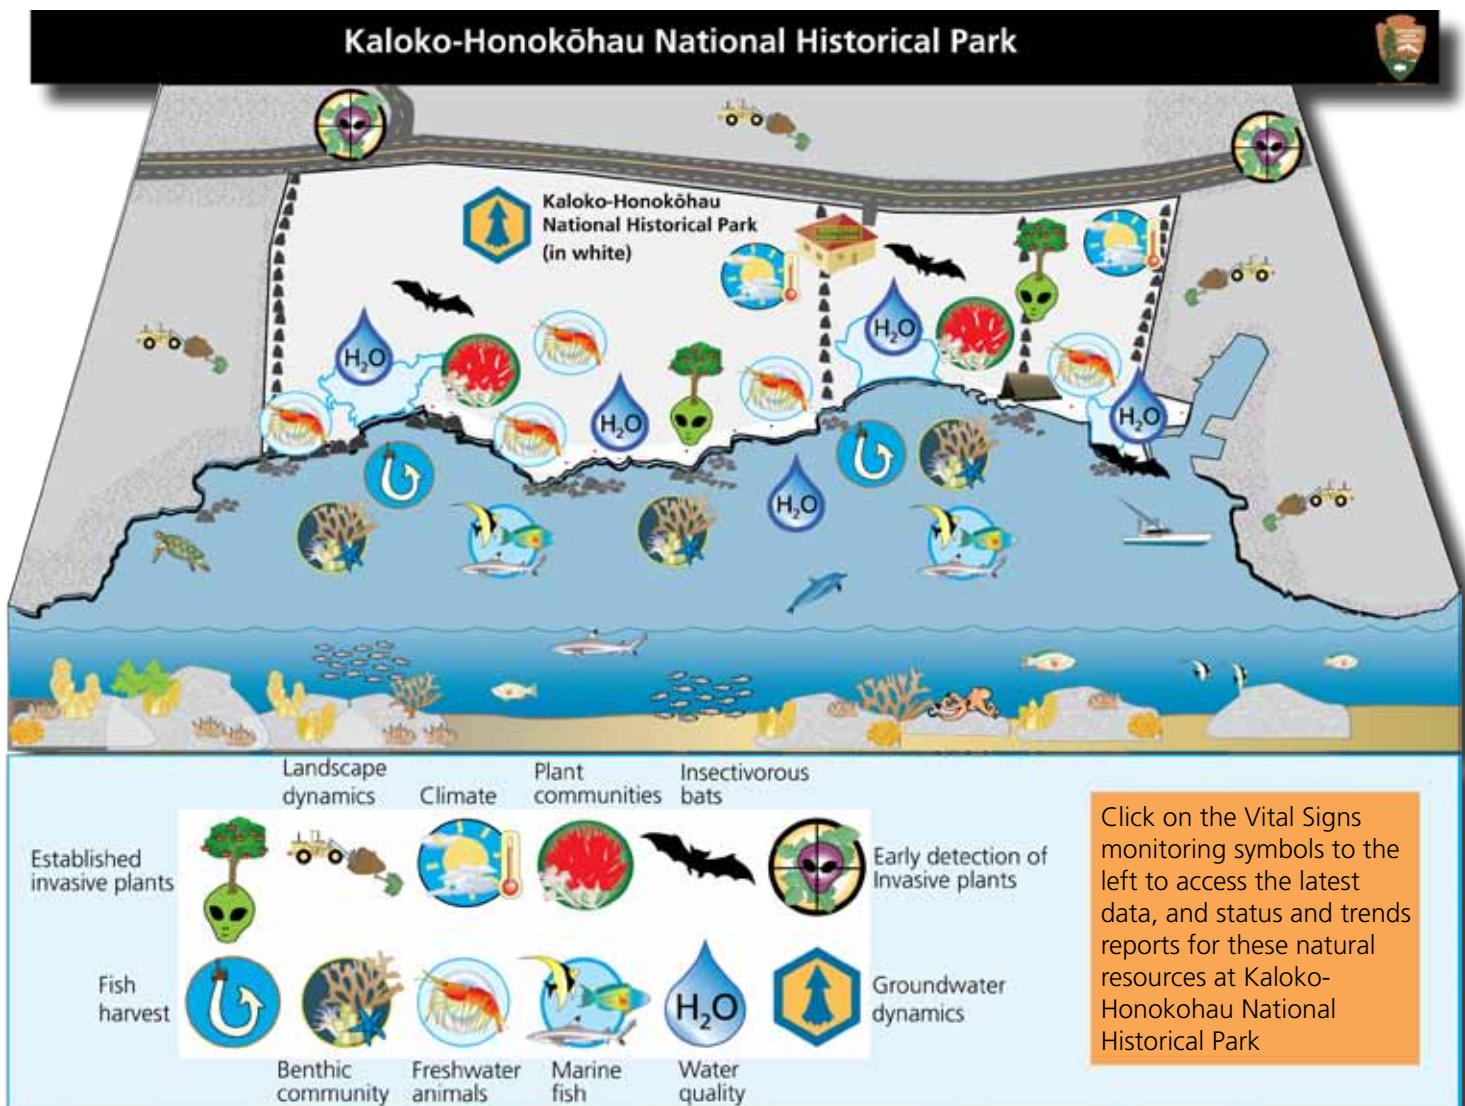 Kaloko-Honokōhau National Historical Park
Kaloko-Honokōhau
National Historical Park
(in white)
H₂O
H₂O
H₂O
H₂O
H₂O
Landscape
dynamics
Climate
Plant
communities
Insectivorous
bats
Established
invasive plants
Early detection of
Invasive plants
Fish
harvest
H₂O
Groundwater
dynamics
Benthic
community
Freshwater
animals
Marine
fish
Water
quality
Click on the Vital Signs
monitoring symbols to the
left to access the latest
data, and status and trends
reports for these natural
resources at Kaloko-
Honokohau National
Historical Park